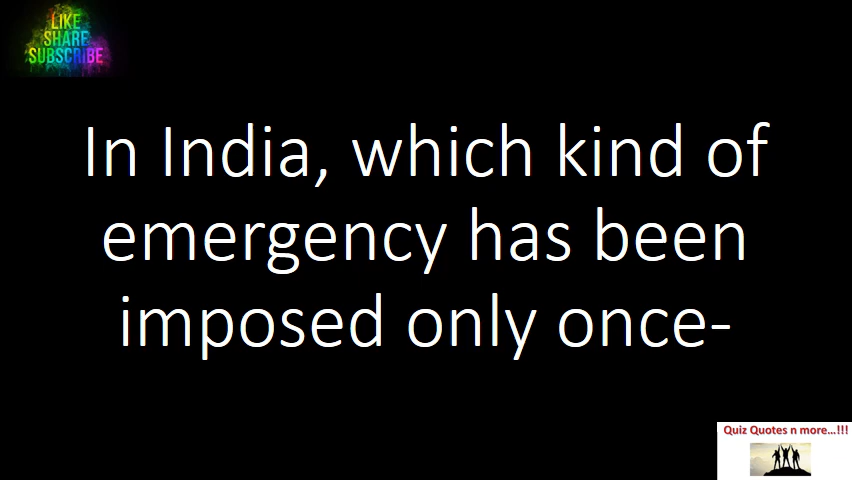 LIKE
SHARE
SUBSCRIBE
In India, which kind of
emergency has been
imposed only once-
Quiz Quotes n more...!!!